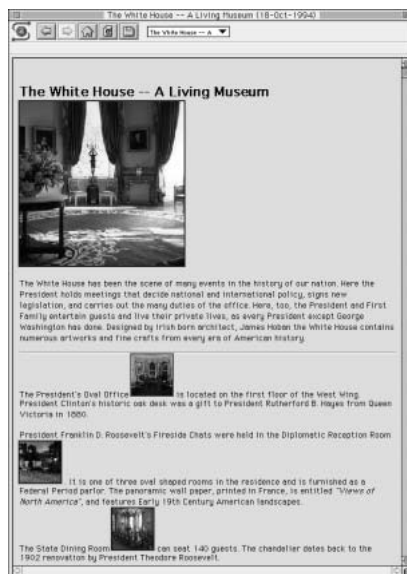 The White House -- A Living Museum (18-Oct-1994)
The White House -- A
The White House -- A Living Museum
The White House has been the scene of many events in the history of our nation. Here the
President holds meetings that decide national and international policy, signs new
legislation, and carries out the many duties of the office. Here, too, the President and First
Family entertain guests and live their private lives, as every President except George
Washington has done. Designed by Irish born architect, James Hoban the White House contains
numerous artworks and fine crafts from every era of American history.
The President's Oval Office is located on the first floor of the West Wing.
President Clinton's historic oak desk was a gift to President Rutherford B. Hayes from Queen
Victoria in 1880.
President Franklin D. Roosevelt's Fireside Chats were held in the Diplomatic Reception Room
. It is one of three oval shaped rooms in the residence and is furnished as a
Federal Period parlor. The panoramic wall paper, printed in France, is entitled "Views of
North America", and features Early 19th Century American landscapes.
The State Dining Room can seat 140 guests. The chandelier dates back to the
1902 renovation by President Theodore Roosevelt.